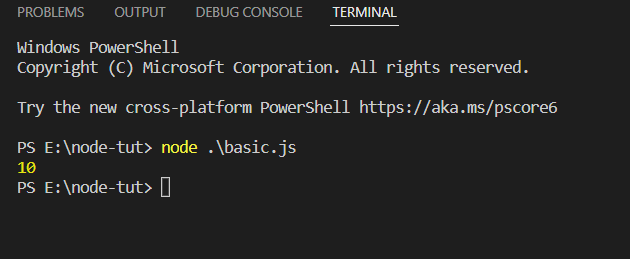 PROBLEMS OUTPUT DEBUG CONSOLE TERMINAL
Windows PowerShell
Copyright (C) Microsoft Corporation. All rights reserved.
Try the new cross-platform PowerShell https://aka.ms/pscore6
PS E:\node-tut> node .\basic.js
10
PS E:\node-tut>